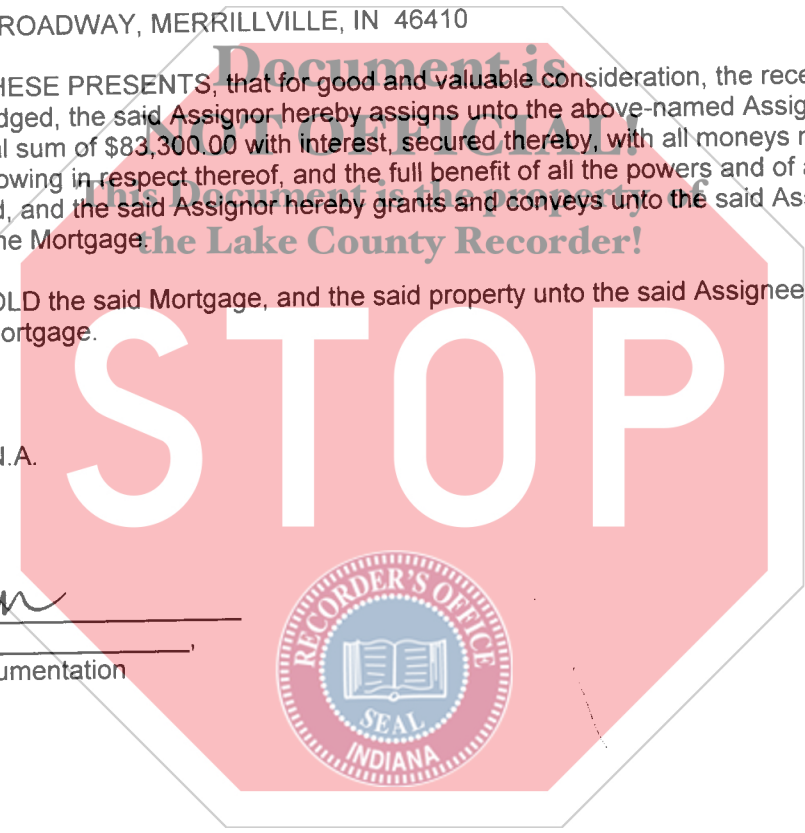 ROADWAY, MERRILLVILLE, IN 46410
Document is
HESE PRESENTS, that for good and valuable consideration, the rece
dged, the said Assignor hereby assigns unto the above-named Assig
NOT OFFICIAL!
al sum of $83,300.00 with interest, secured thereby, with all moneys
owing in respect thereof, and the full benefit of all the powers and of
This Document is the property of
d, and the said Assignor hereby grants and conveys unto the said As
he Mortgage.
the Lake County Recorder!
OLD the said Mortgage, and the said property unto the said Assignee
ortgage.
STOP
N.A.
umentation
RECORDER'S OFFICE
SEAL
INDIANA